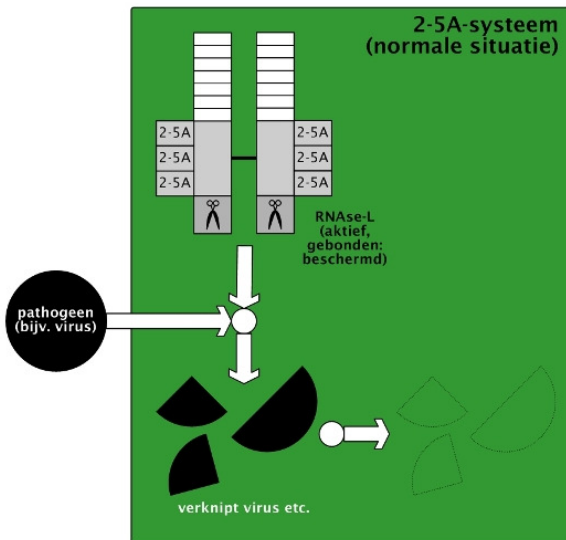 2-5A-systeem
(normale situatie)
2-5A
2-5A
2-5A
2-5A
2-5A
2-5A
RNAse-L
(aktief,
gebonden:
beschermd)
pathogeen
(bijv. virus)
verknipt virus etc.